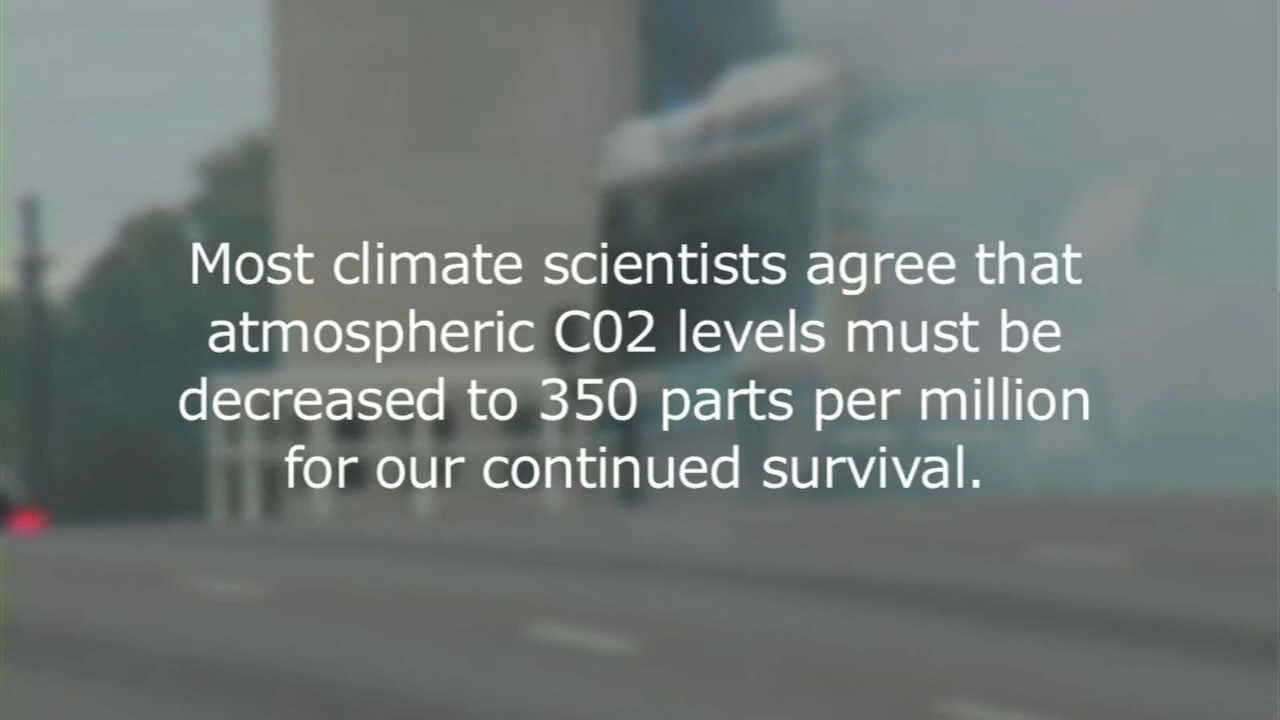 Most climate scientists agree that
atmospheric C02 levels must be
decreased to 350 parts per million
for our continued survival.